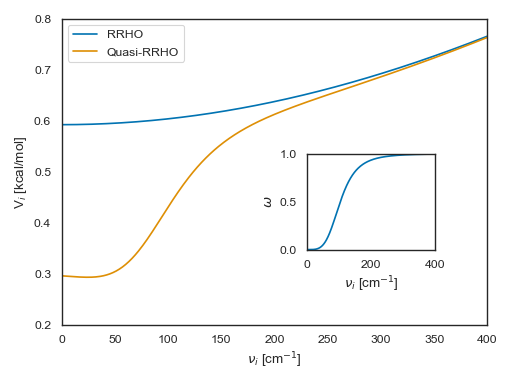 0.8
RRHO
Quasi-RRHO
0.7
0.6
V_i [kcal/mol]
0.5
0.4
0.3
0.2
0 50 100 150 200 250 300 350 400
ν_i [cm⁻¹]
1.0
ω
0.5
0.0
0 200 400
ν_i [cm⁻¹]